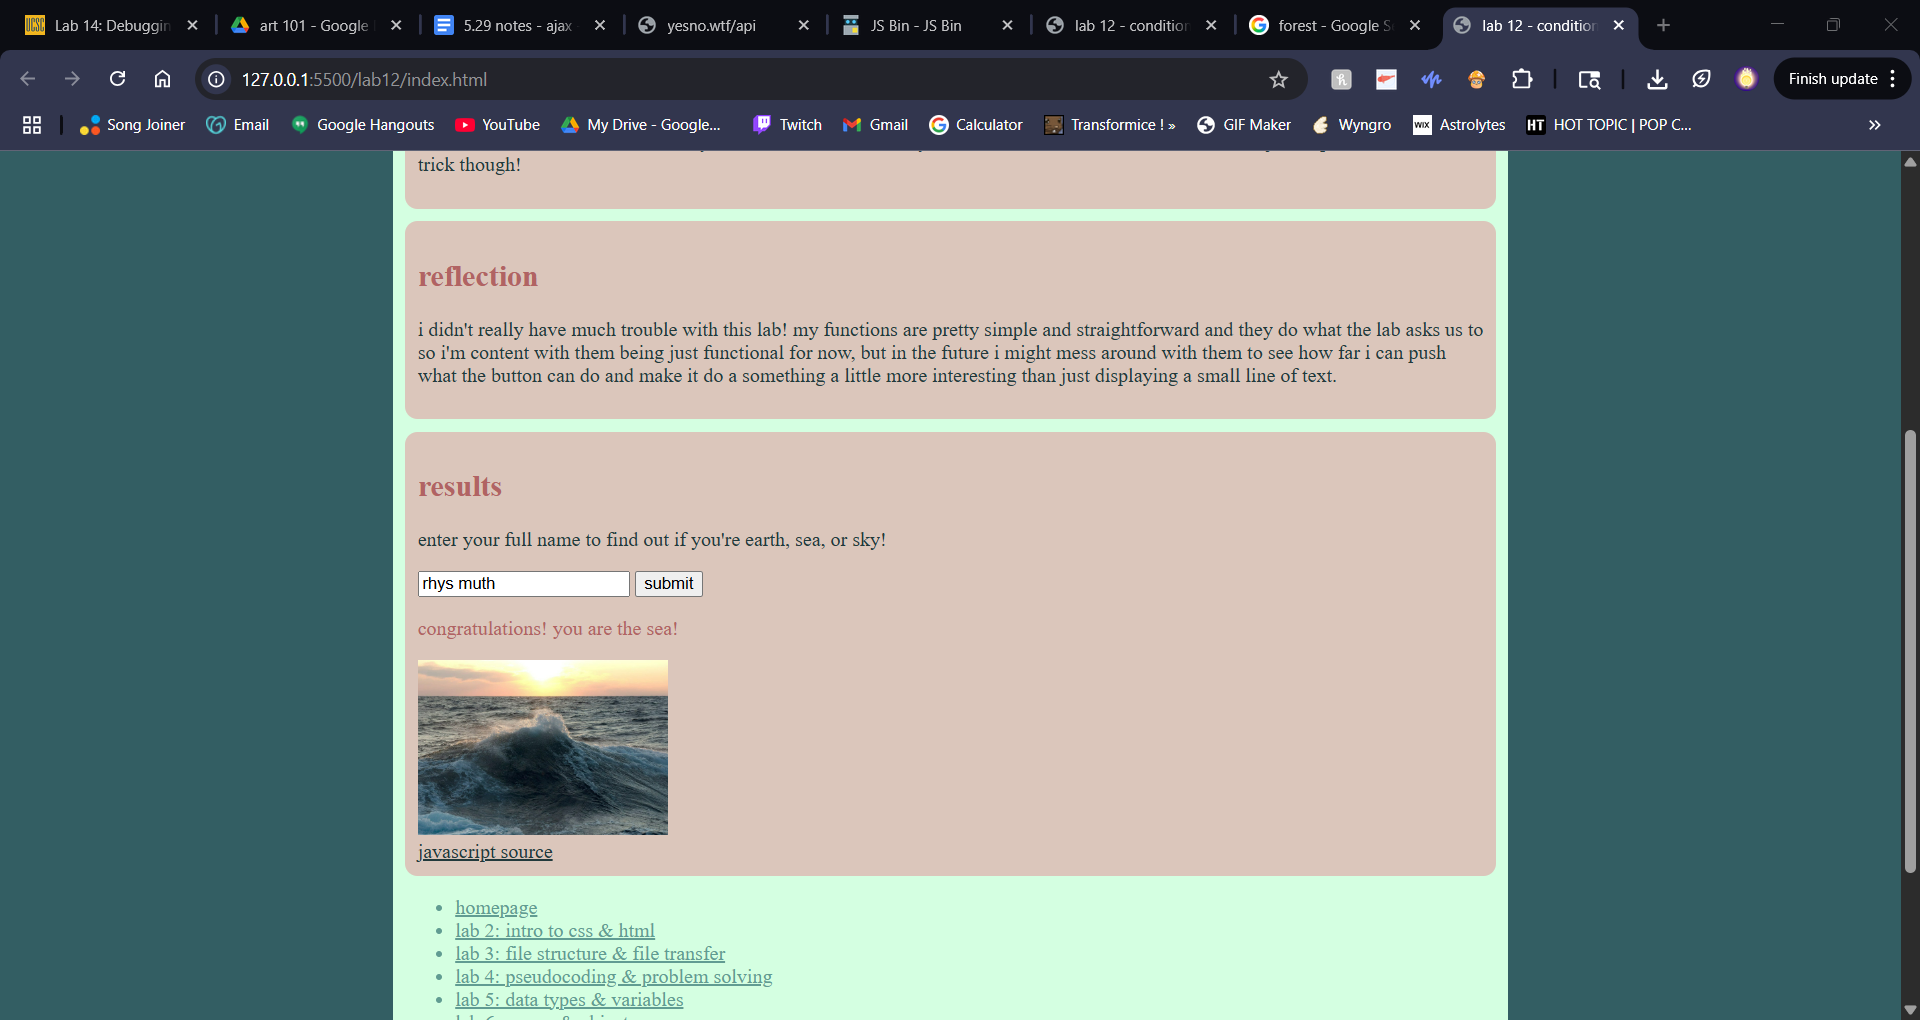 Lab 14: Debuggin
art 101 - Google
5.29 notes - ajax
yesno.wtf/api
JS Bin - JS Bin
lab 12 - condition
forest - Google S
lab 12 - condition
127.0.0.1:5500/lab12/index.html
Finish update
Song Joiner
Email
Google Hangouts
YouTube
My Drive - Google...
Twitch
Gmail
Calculator
Transformice ! »
GIF Maker
Wyngro
WIX
Astrolytes
HT
HOT TOPIC | POP C...
trick though!
reflection
i didn't really have much trouble with this lab! my functions are pretty simple and straightforward and they do what the lab asks us to
so i'm content with them being just functional for now, but in the future i might mess around with them to see how far i can push
what the button can do and make it do a something a little more interesting than just displaying a small line of text.
results
enter your full name to find out if you're earth, sea, or sky!
rhys muth
submit
congratulations! you are the sea!
javascript source
homepage
lab 2: intro to css & html
lab 3: file structure & file transfer
lab 4: pseudocoding & problem solving
lab 5: data types & variables